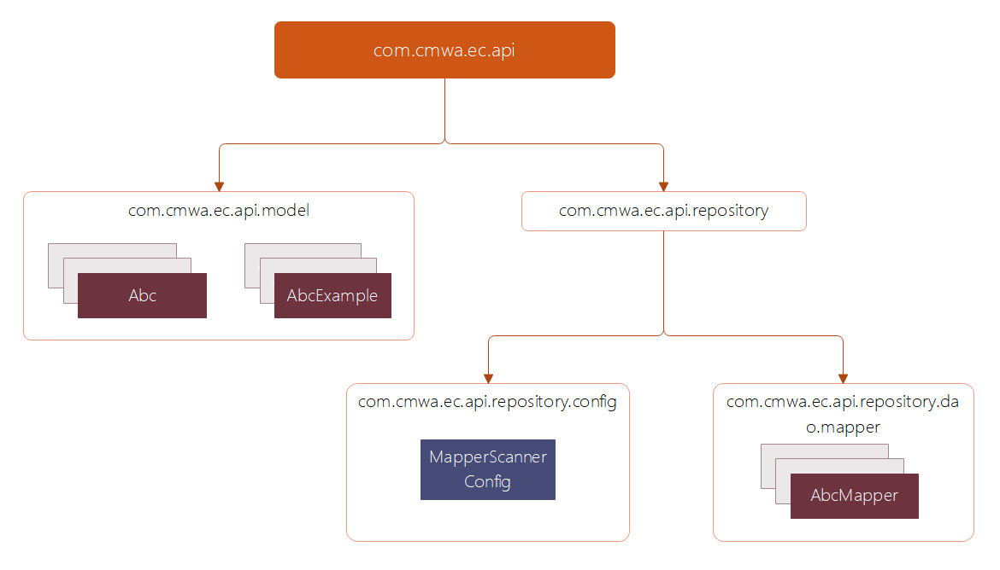 com.cmwa.ec.api
com.cmwa.ec.api.model
com.cmwa.ec.api.repository
Abc
AbcExample
com.cmwa.ec.api.repository.config
com.cmwa.ec.api.repository.da
o.mapper
MapperScanner
Config
AbcMapper